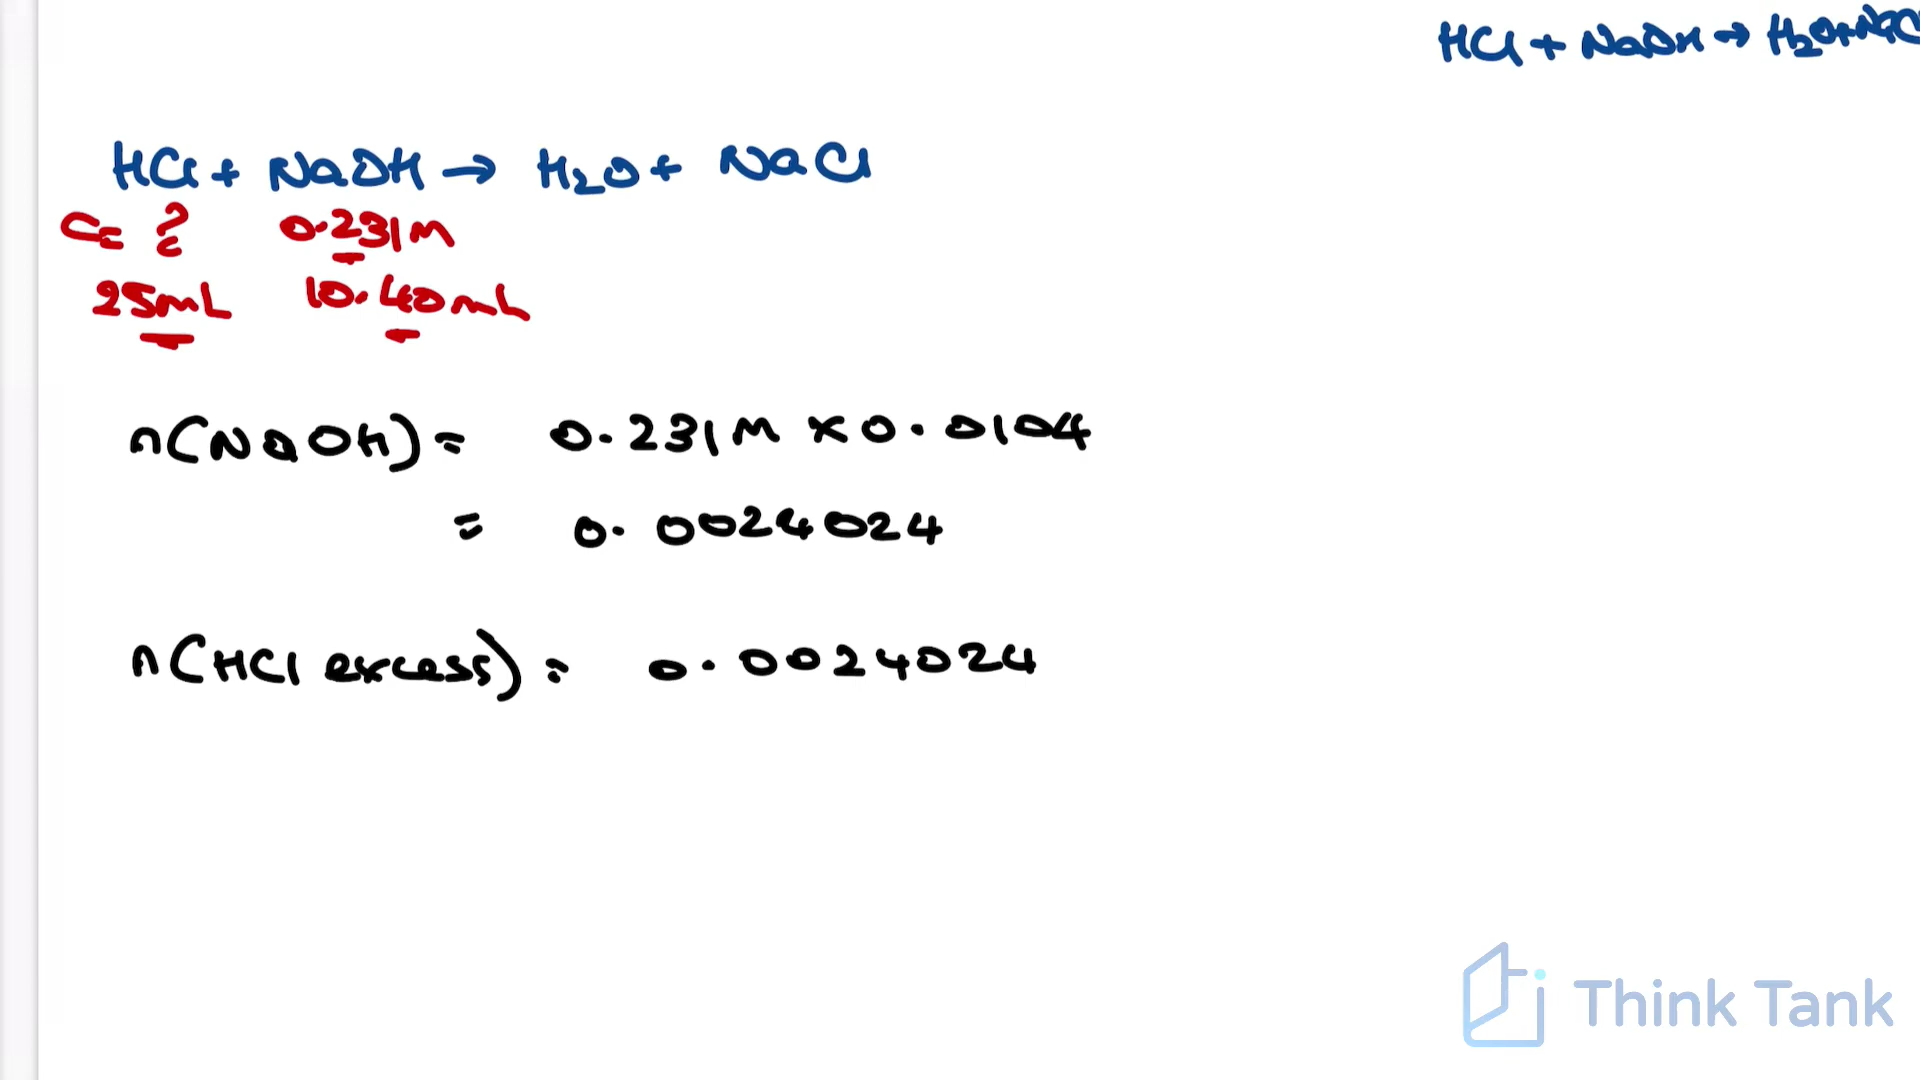 HCl + NaOH → H₂O + NaCl
HCl + NaOH → H₂O + NaCl
C = ? 0.231M
25mL 10.40mL
n(NaOH) = 0.231M × 0.0104
= 0.0024024
n(HCl excess) = 0.0024024
Think Tank